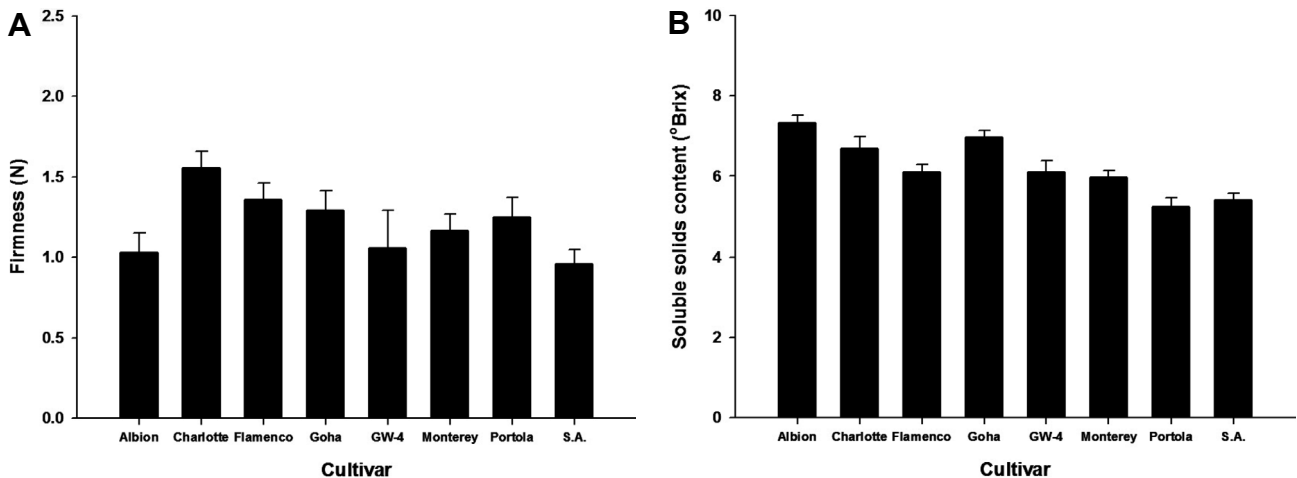 A
Firmness (N)
2.5
2.0
1.5
1.0
0.5
0.0
Albion Charlotte Flamenco Goha GW-4 Monterey Portola S.A.
Cultivar
B
Soluble solids content (°Brix)
10
8
6
4
2
0
Albion Charlotte Flamenco Goha GW-4 Monterey Portola S.A.
Cultivar